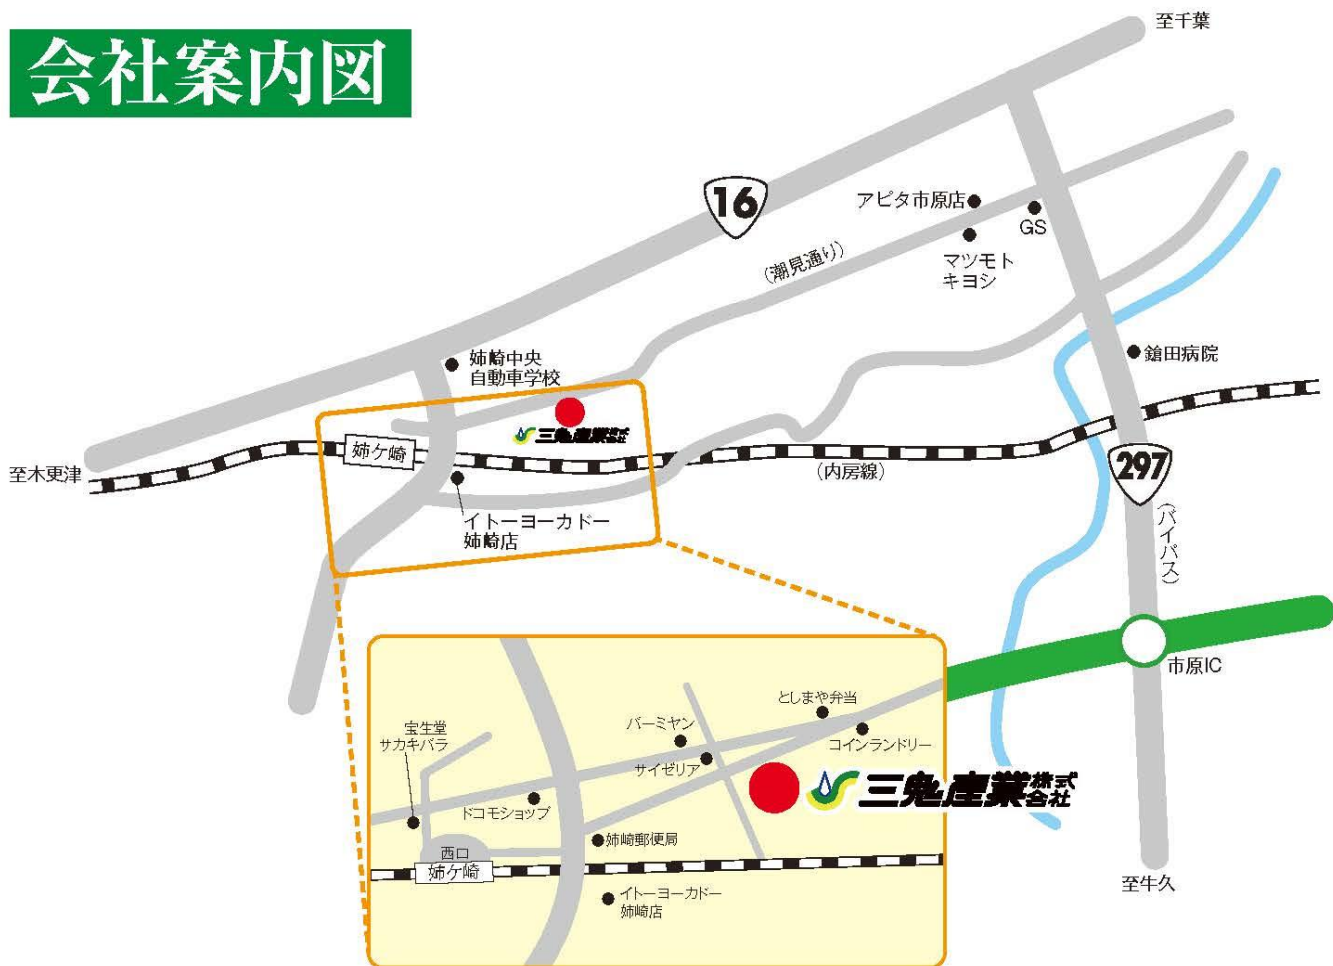 会社案内図
至千葉
16
アピタ市原店
GS
マツモト
キヨシ
(潮見通り)
姉崎中央
自動車学校
鎗田病院
三鬼産業株式会社
姉ケ崎
至木更津
(内房線)
297
(バイパス)
イトーヨーカドー
姉崎店
市原IC
としまや弁当
宝生堂
サカキバラ
バーミヤン
コインランドリー
サイゼリア
三鬼産業株式会社
ドコモショップ
姉崎郵便局
西口
姉ケ崎
イトーヨーカドー
姉崎店
至牛久